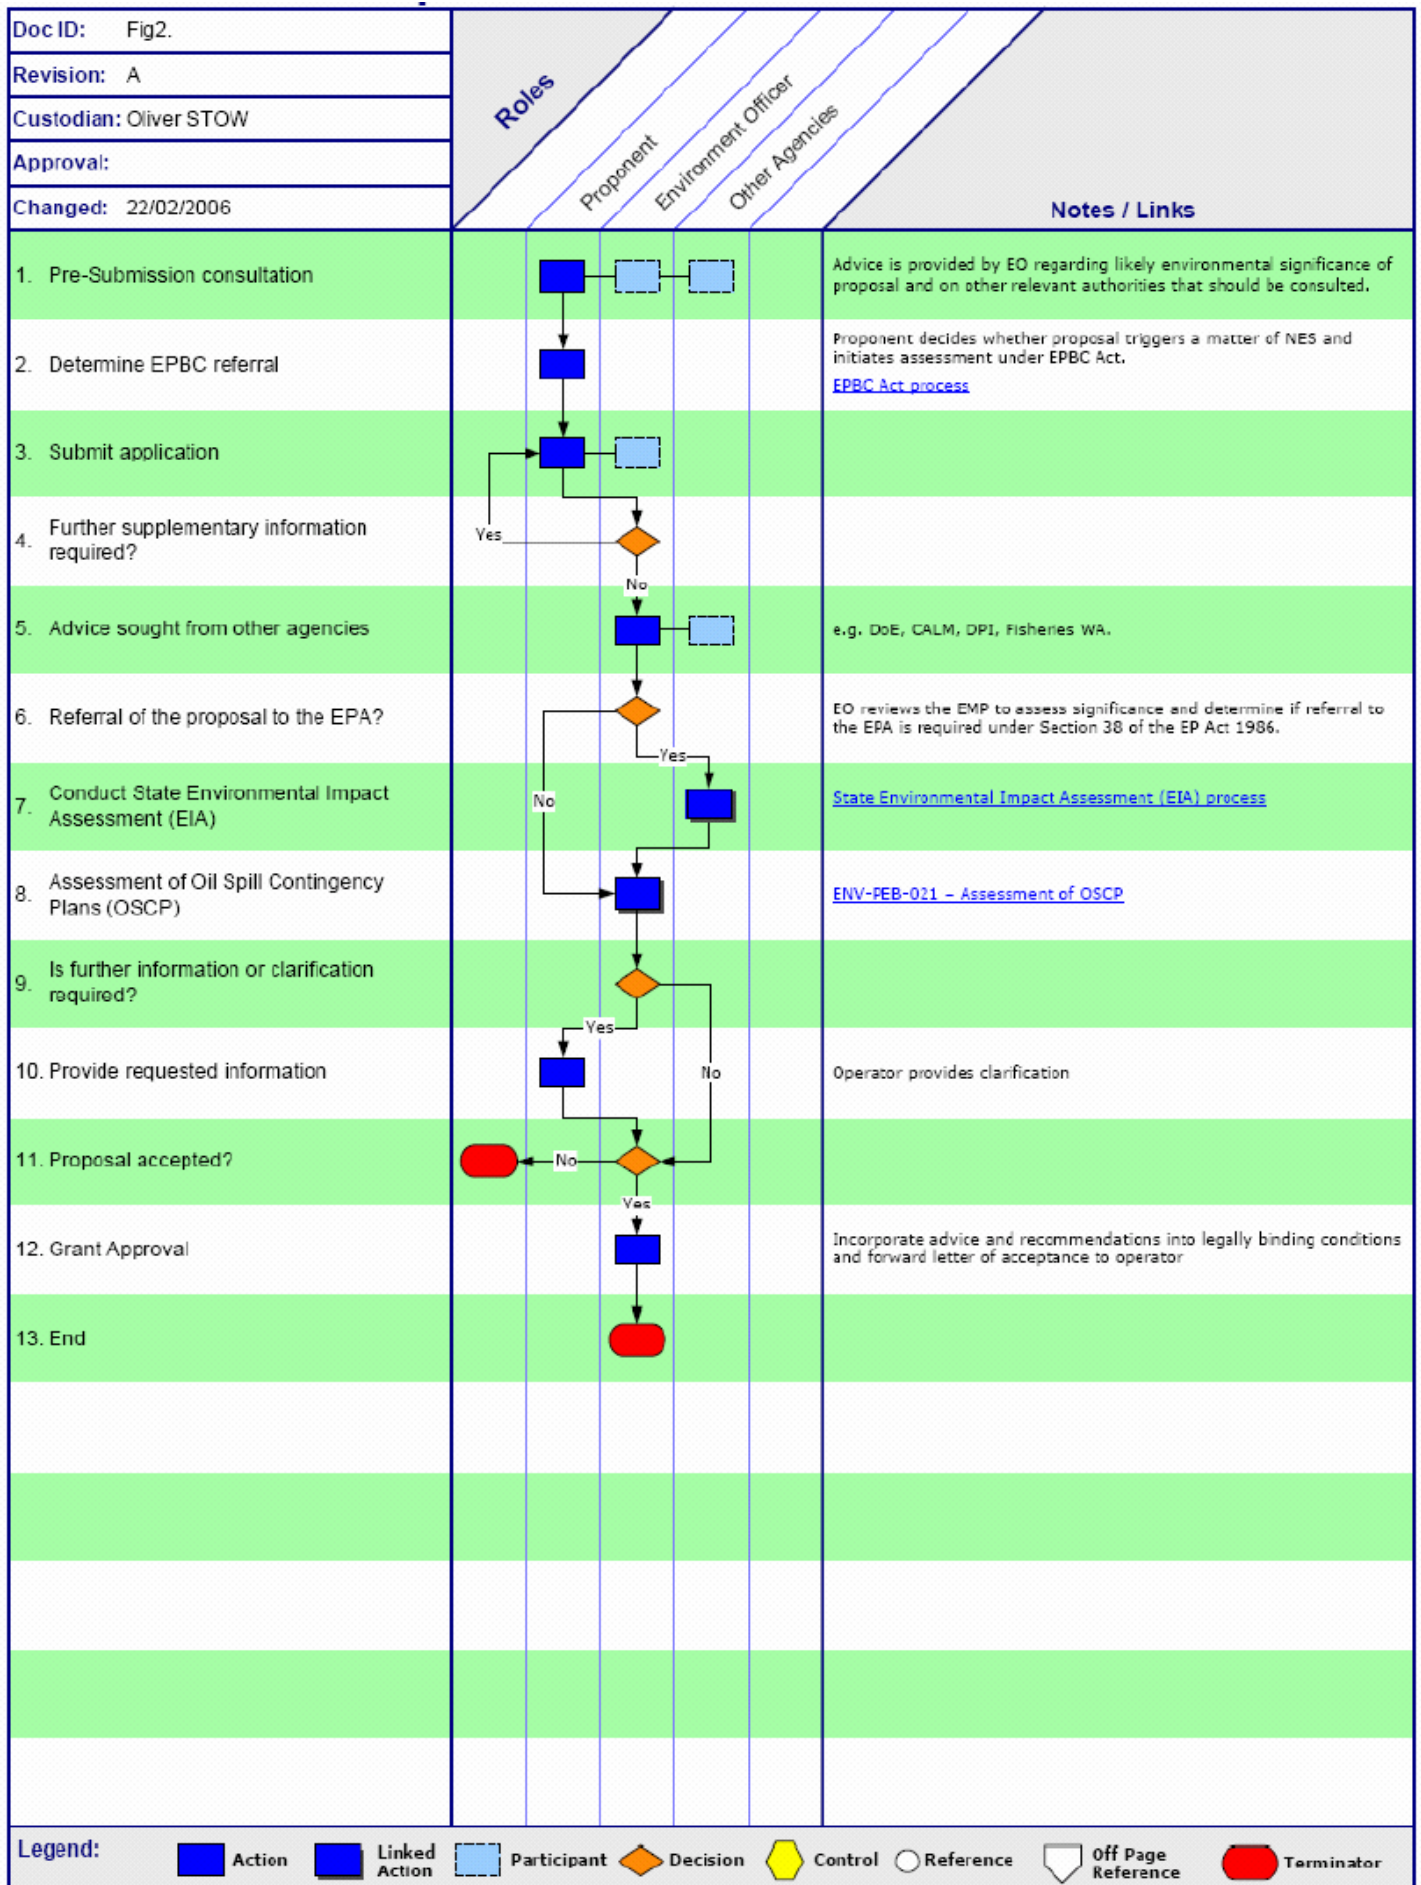 Doc ID: Fig2.
Revision: A
Custodian: Oliver STOW
Approval:
Changed: 22/02/2006
Roles
Proponent
Environment Officer
Other Agencies
Notes / Links
1. Pre-Submission consultation
Advice is provided by EO regarding likely environmental significance of
proposal and on other relevant authorities that should be consulted.
2. Determine EPBC referral
Proponent decides whether proposal triggers a matter of NES and
initiates assessment under EPBC Act.
EPBC Act process
3. Submit application
4. Further supplementary information
required?
Yes
No
5. Advice sought from other agencies
e.g. DoE, CALM, DPI, Fisheries WA.
6. Referral of the proposal to the EPA?
EO reviews the EMP to assess significance and determine if referral to
the EPA is required under Section 38 of the EP Act 1986.
Yes
No
7. Conduct State Environmental Impact
Assessment (EIA)
State Environmental Impact Assessment (EIA) process
8. Assessment of Oil Spill Contingency
Plans (OSCP)
ENV-PEB-021 – Assessment of OSCP
9. Is further information or clarification
required?
Yes
No
10. Provide requested information
Operator provides clarification
11. Proposal accepted?
No
Yes
12. Grant Approval
Incorporate advice and recommendations into legally binding conditions
and forward letter of acceptance to operator
13. End
Legend:
Action
Linked
Action
Participant
Decision
Control
Reference
Off Page
Reference
Terminator